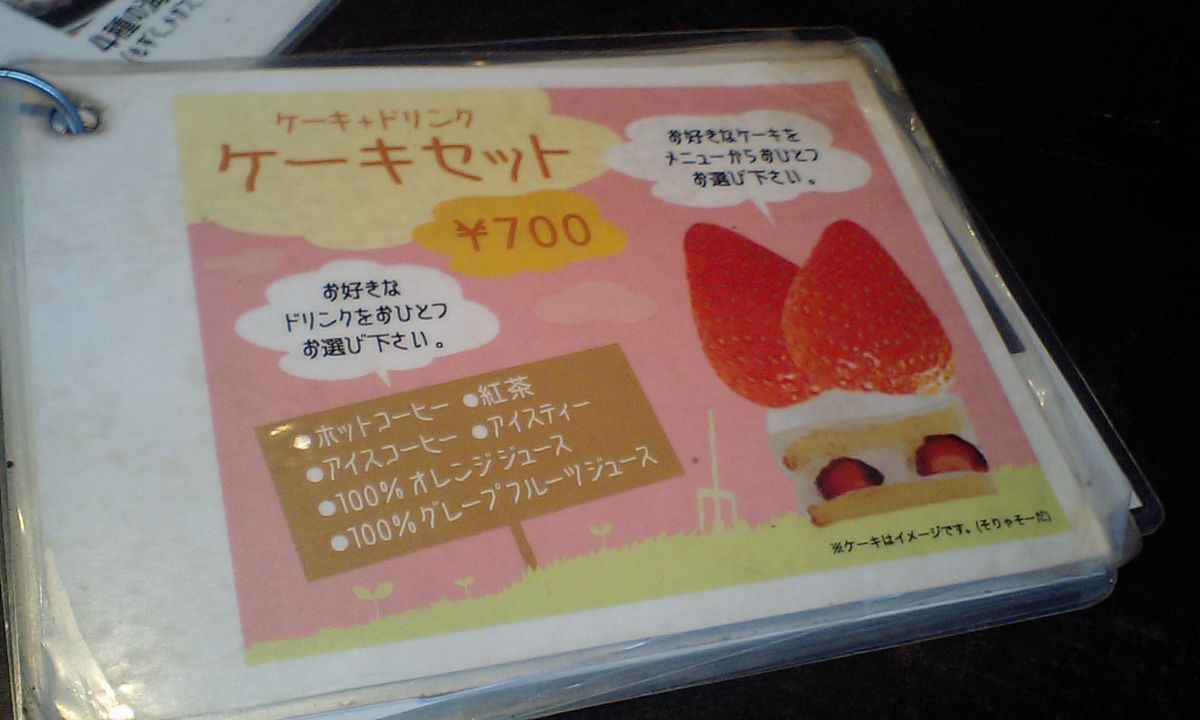 ケーキ+ドリンク
ケーキセット
¥700
お好きなケーキを
メニューからおひとつ
お選び下さい。
お好きな
ドリンクをおひとつ
お選び下さい。
●ホットコーヒー ●紅茶
●アイスコーヒー ●アイスティー
●100% オレンジジュース
●100%グレープフルーツジュース
※ケーキはイメージです。(そりゃそーだ)